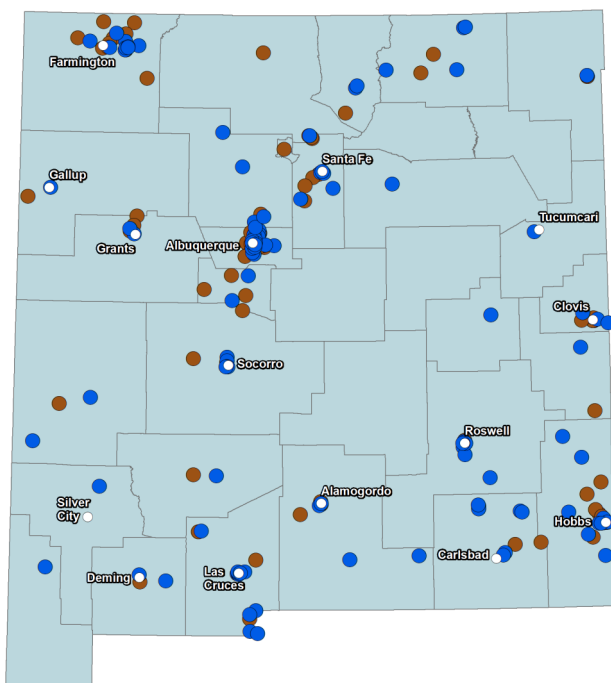 Farmington
Santa Fe
Gallup
Tucumcari
Grants
Albuquerque
Clovis
Socorro
Roswell
Silver
City
Alamogordo
Hobbs
Carlsbad
Deming
Las
Cruces